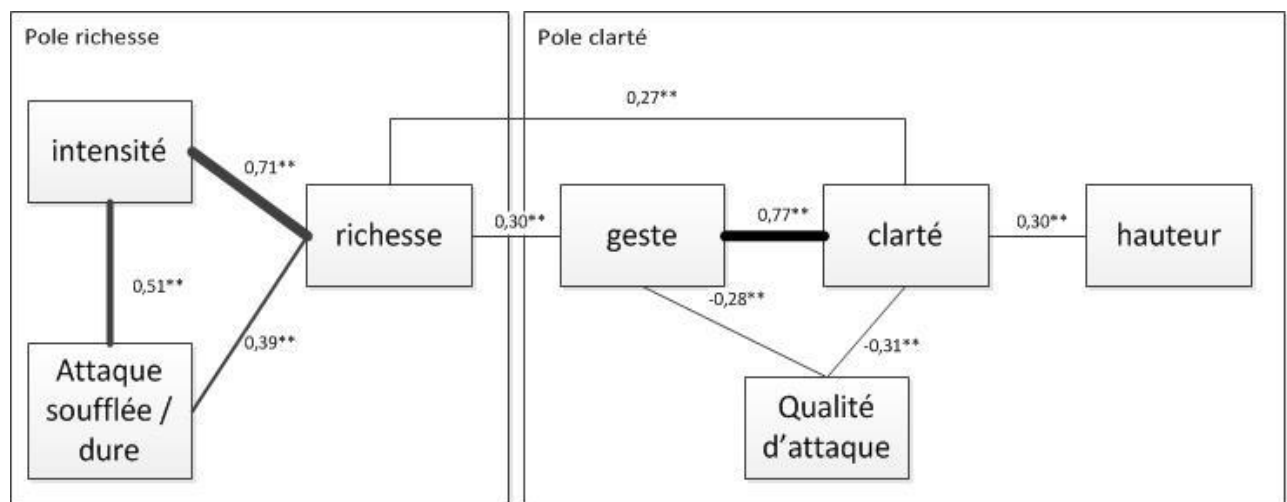 Pole richesse
Pole clarté
0,27**
intensité
0,71**
richesse
0,30**
geste
0,77**
clarté
0,30**
hauteur
0,51**
0,39**
-0,28**
-0,31**
Attaque
soufflée /
dure
Qualité
d'attaque